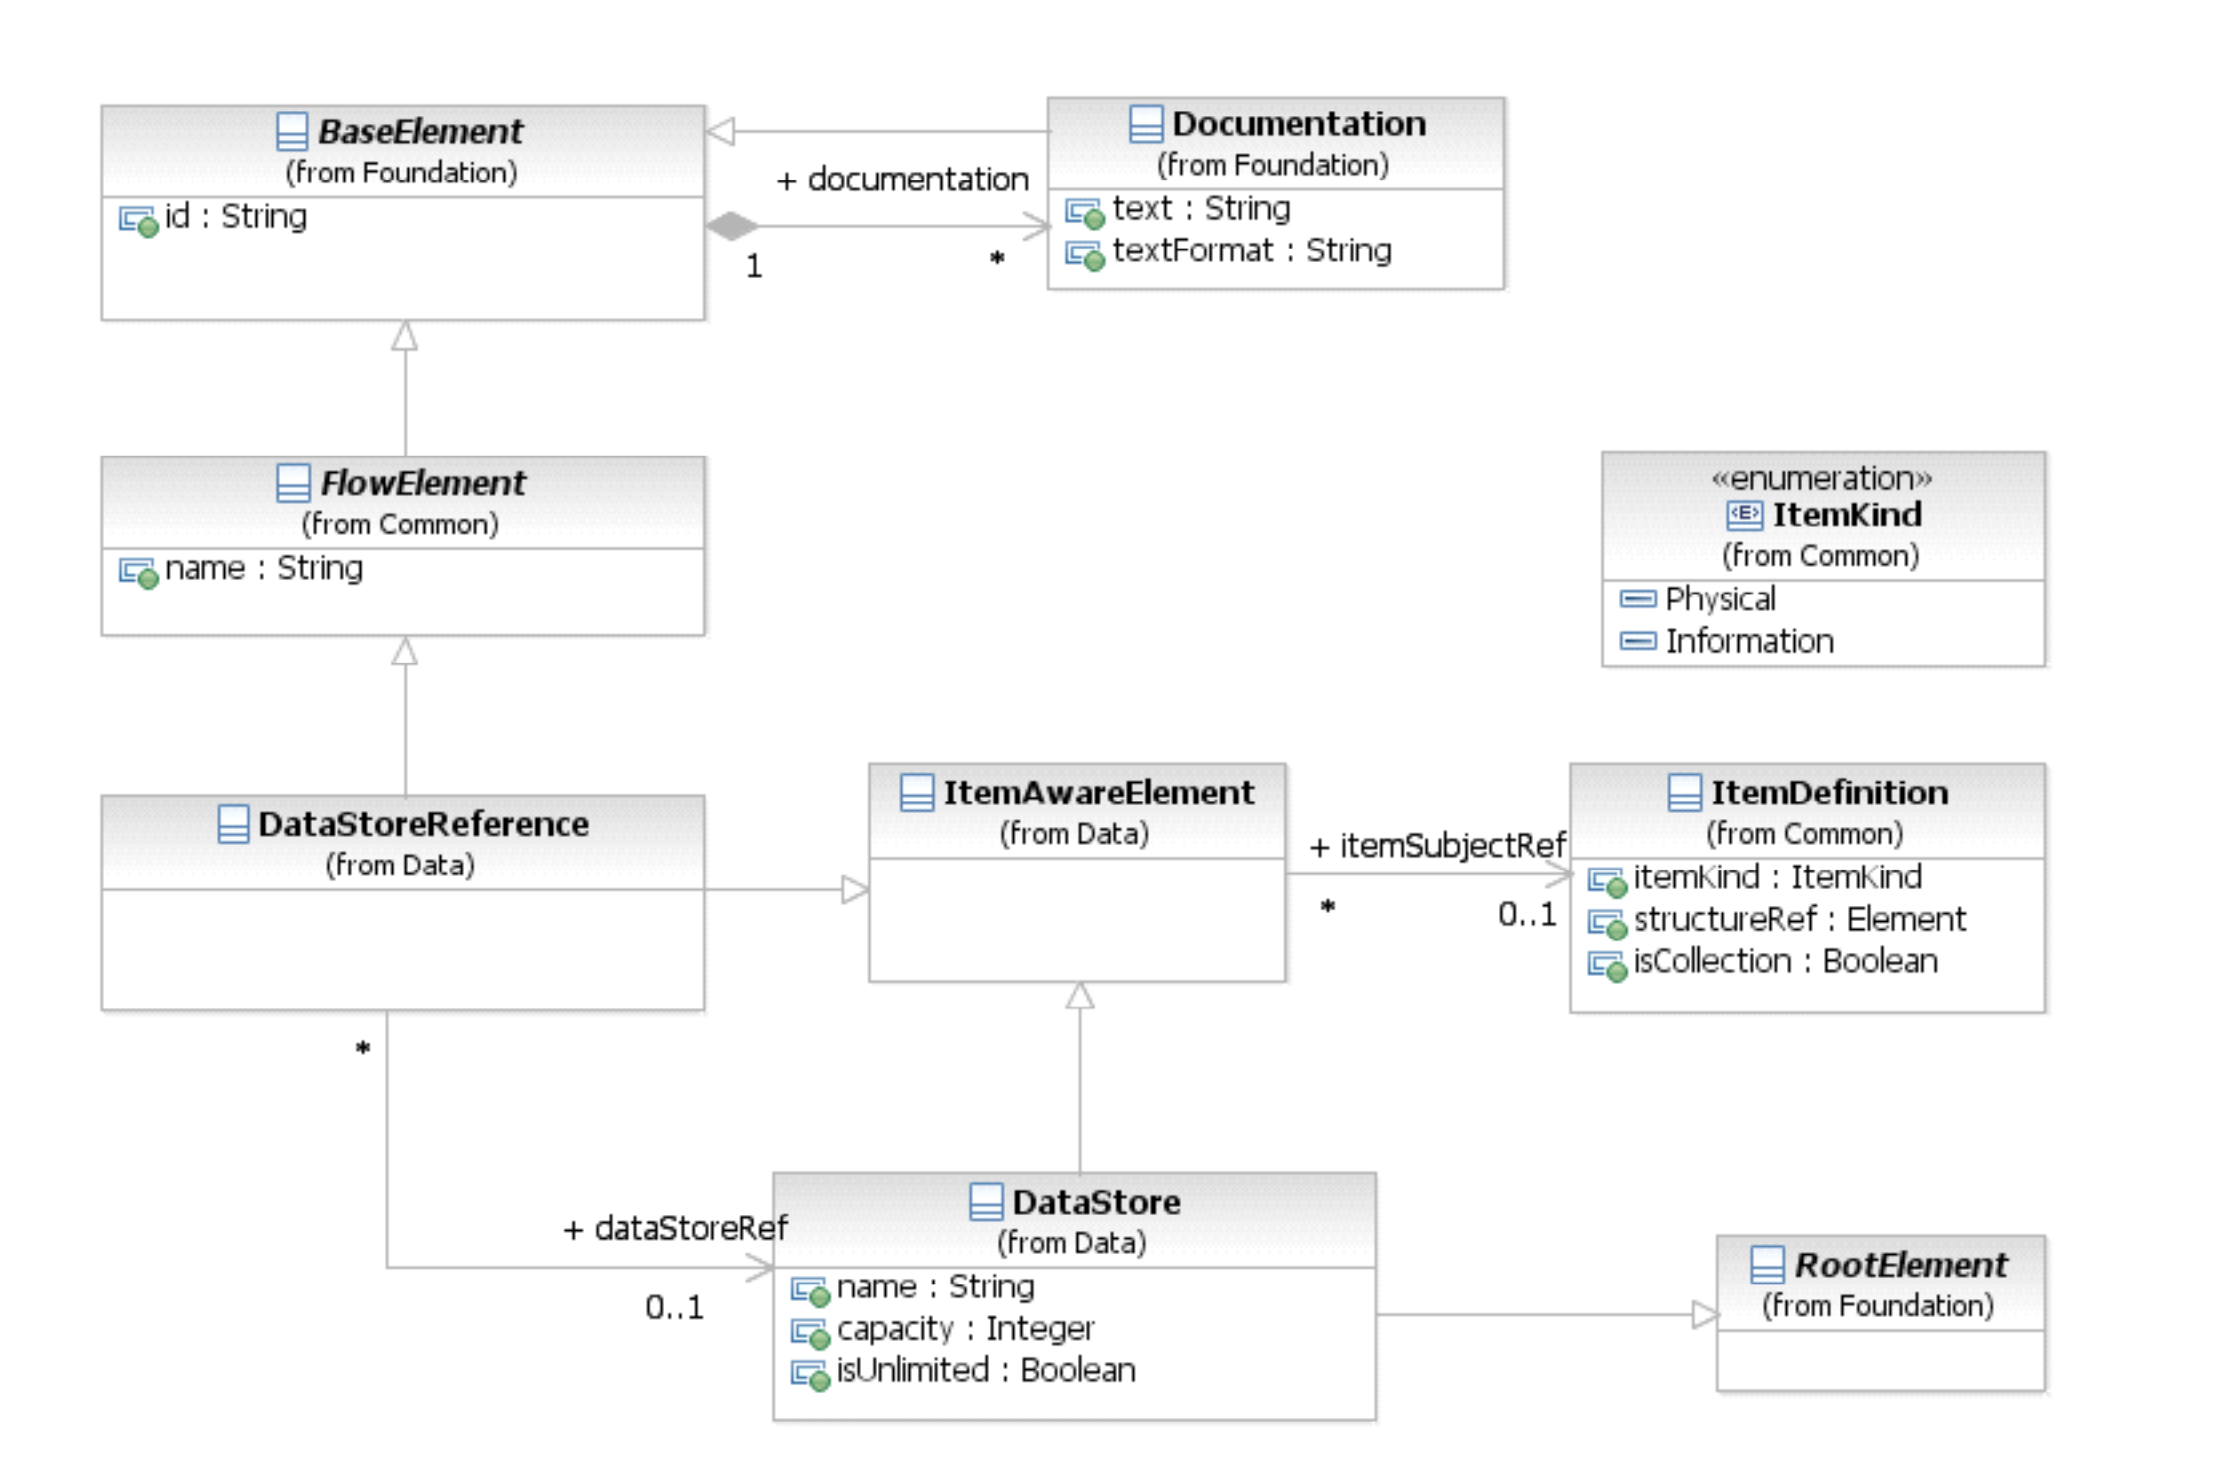 BaseElement
(from Foundation)
id : String
Documentation
(from Foundation)
text : String
textFormat : String
+ documentation
1
*
FlowElement
(from Common)
name : String
«enumeration»
<E> ItemKind
(from Common)
Physical
Information
DataStoreReference
(from Data)
ItemAwareElement
(from Data)
+ itemSubjectRef
*
0..1
ItemDefinition
(from Common)
itemKind : ItemKind
structureRef : Element
isCollection : Boolean
*
+ dataStoreRef
0..1
DataStore
(from Data)
name : String
capacity : Integer
isUnlimited : Boolean
RootElement
(from Foundation)